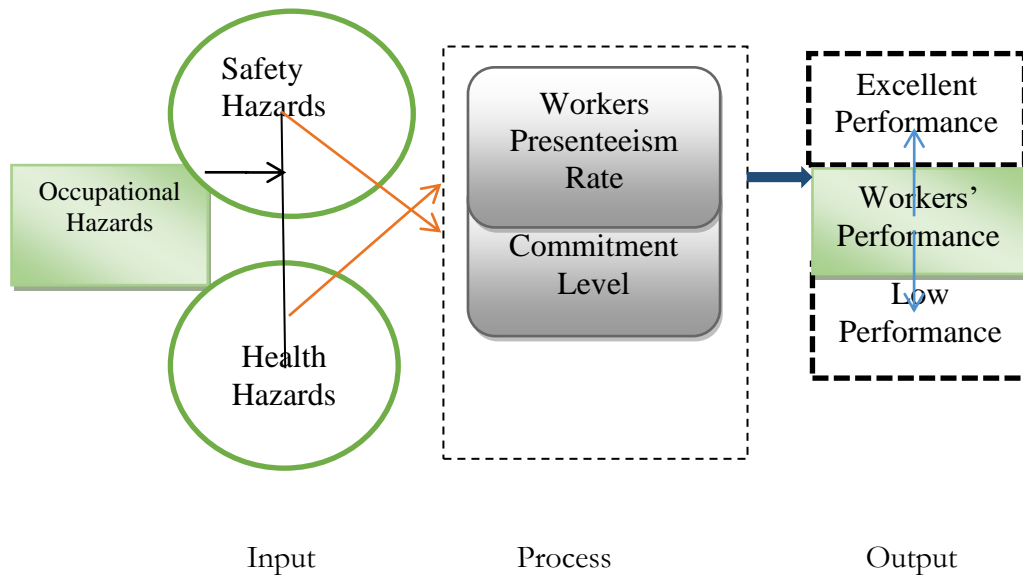 Occupational
Hazards
Safety
Hazards
Health
Hazards
Workers
Presenteeism
Rate
Commitment
Level
Excellent
Performance
Workers’
Performance
Low
Performance
Input
Process
Output